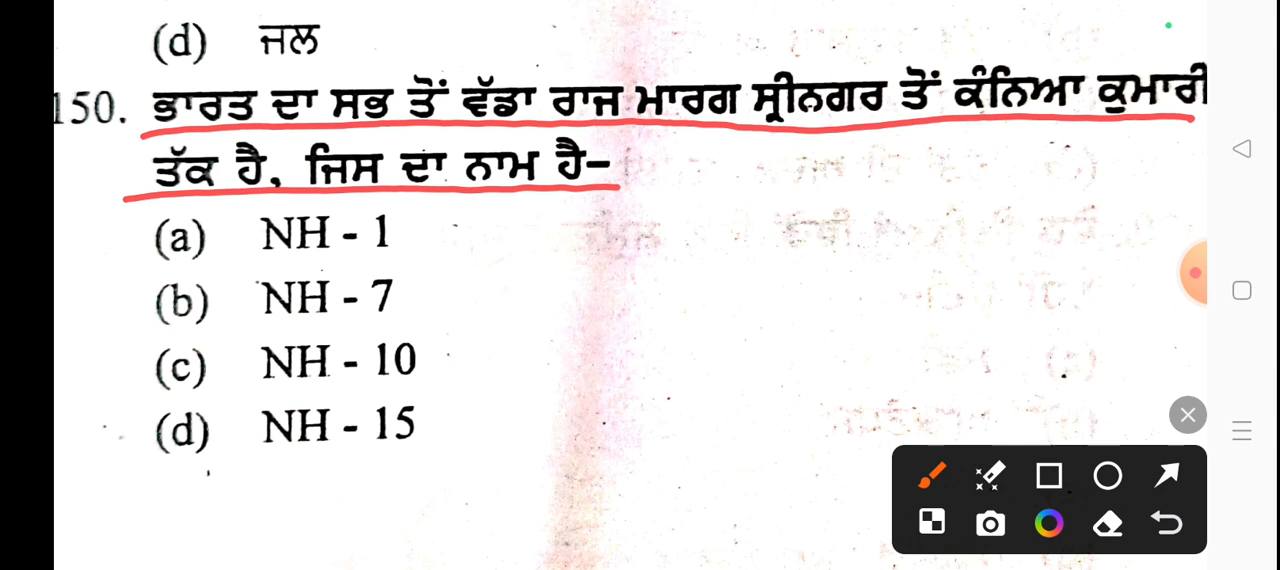 (d) ਜਲ
150. ਭਾਰਤ ਦਾ ਸਭ ਤੋਂ ਵੱਡਾ ਰਾਜ ਮਾਰਗ ਸ੍ਰੀਨਗਰ ਤੋਂ ਕੰਨਿਆ ਕੁਮਾਰੀ
ਤੱਕ ਹੈ, ਜਿਸ ਦਾ ਨਾਮ ਹੈ–
(a) NH - 1
(b) NH - 7
(c) NH - 10
(d) NH - 15